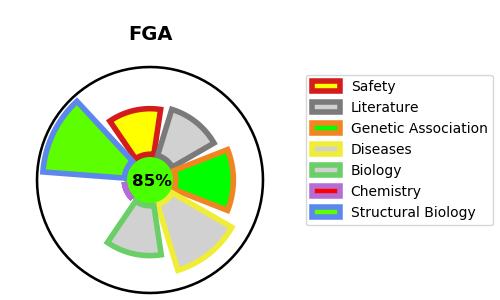 FGA
85%
Safety
Literature
Genetic Association
Diseases
Biology
Chemistry
Structural Biology